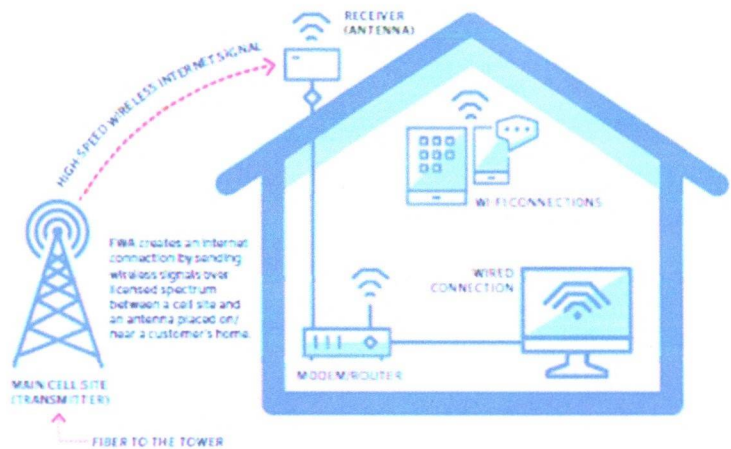 RECEIVER
(ANTENNA)
HIGH-SPEED WIRELESS INTERNET SIGNAL
WI-FI CONNECTIONS
FWA creates an internet
connection by sending
wireless signals over
licensed spectrum
between a cell site and
an antenna placed on/
near a customer's home.
WIRED
CONNECTION
MODEM/ROUTER
MAIN CELL SITE
(TRANSMITTER)
FIBER TO THE TOWER